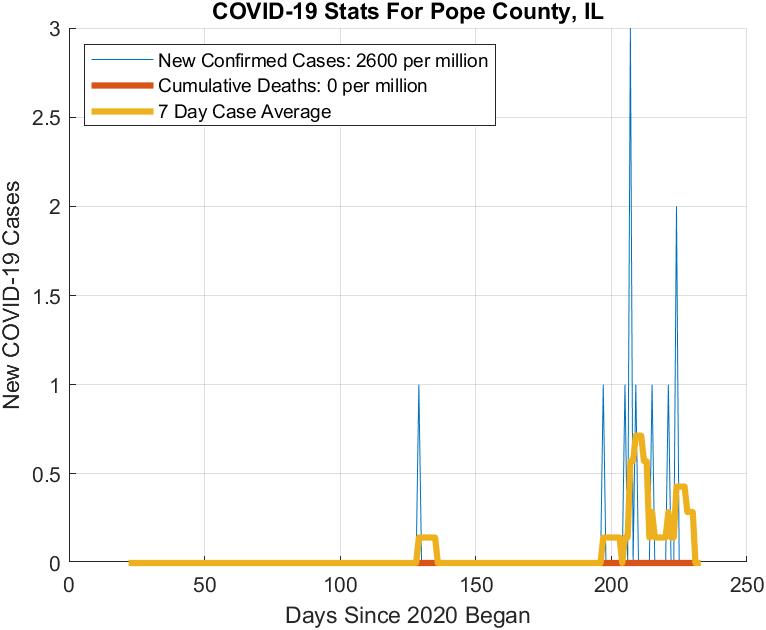 COVID-19 Stats For Pope County, IL
New Confirmed Cases: 2600 per million
Cumulative Deaths: 0 per million
7 Day Case Average
New COVID-19 Cases
3
2.5
2
1.5
1
0.5
0
0 50 100 150 200 250
Days Since 2020 Began